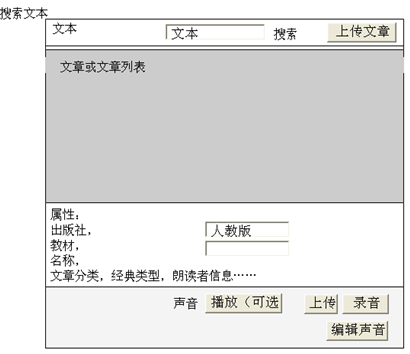 搜索文本
文本 文本 搜索 上传文章
文章或文章列表
属性:
出版社， 人教版
教材，
名称，
文章分类，经典类型，朗读者信息……
声音 播放（可选 上传 录音
编辑声音